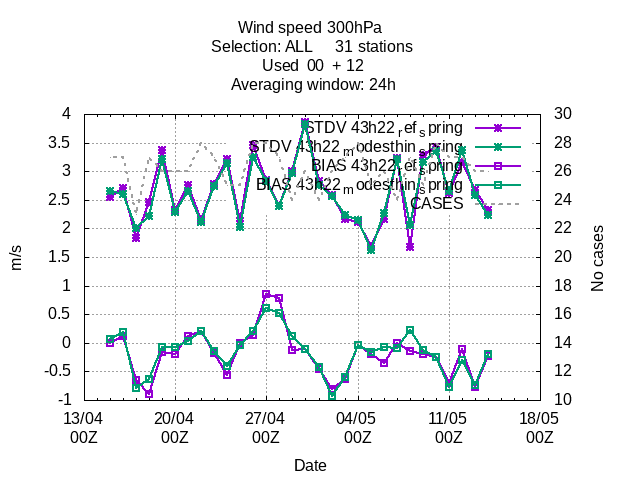 Wind speed 300hPa
Selection: ALL 31 stations
Used 00 + 12
Averaging window: 24h
STDV 43h22_ref_spring
STDV 43h22_modesthin_spring
BIAS 43h22_ref_spring
BIAS 43h22_modesthin_spring
CASES
4
3.5
3
2.5
2
1.5
1
0.5
0
-0.5
-1
m/s
30
28
26
24
22
20
18
16
14
12
10
No cases
13/04 20/04 27/04 04/05 11/05 18/05
00Z 00Z 00Z 00Z 00Z 00Z
Date